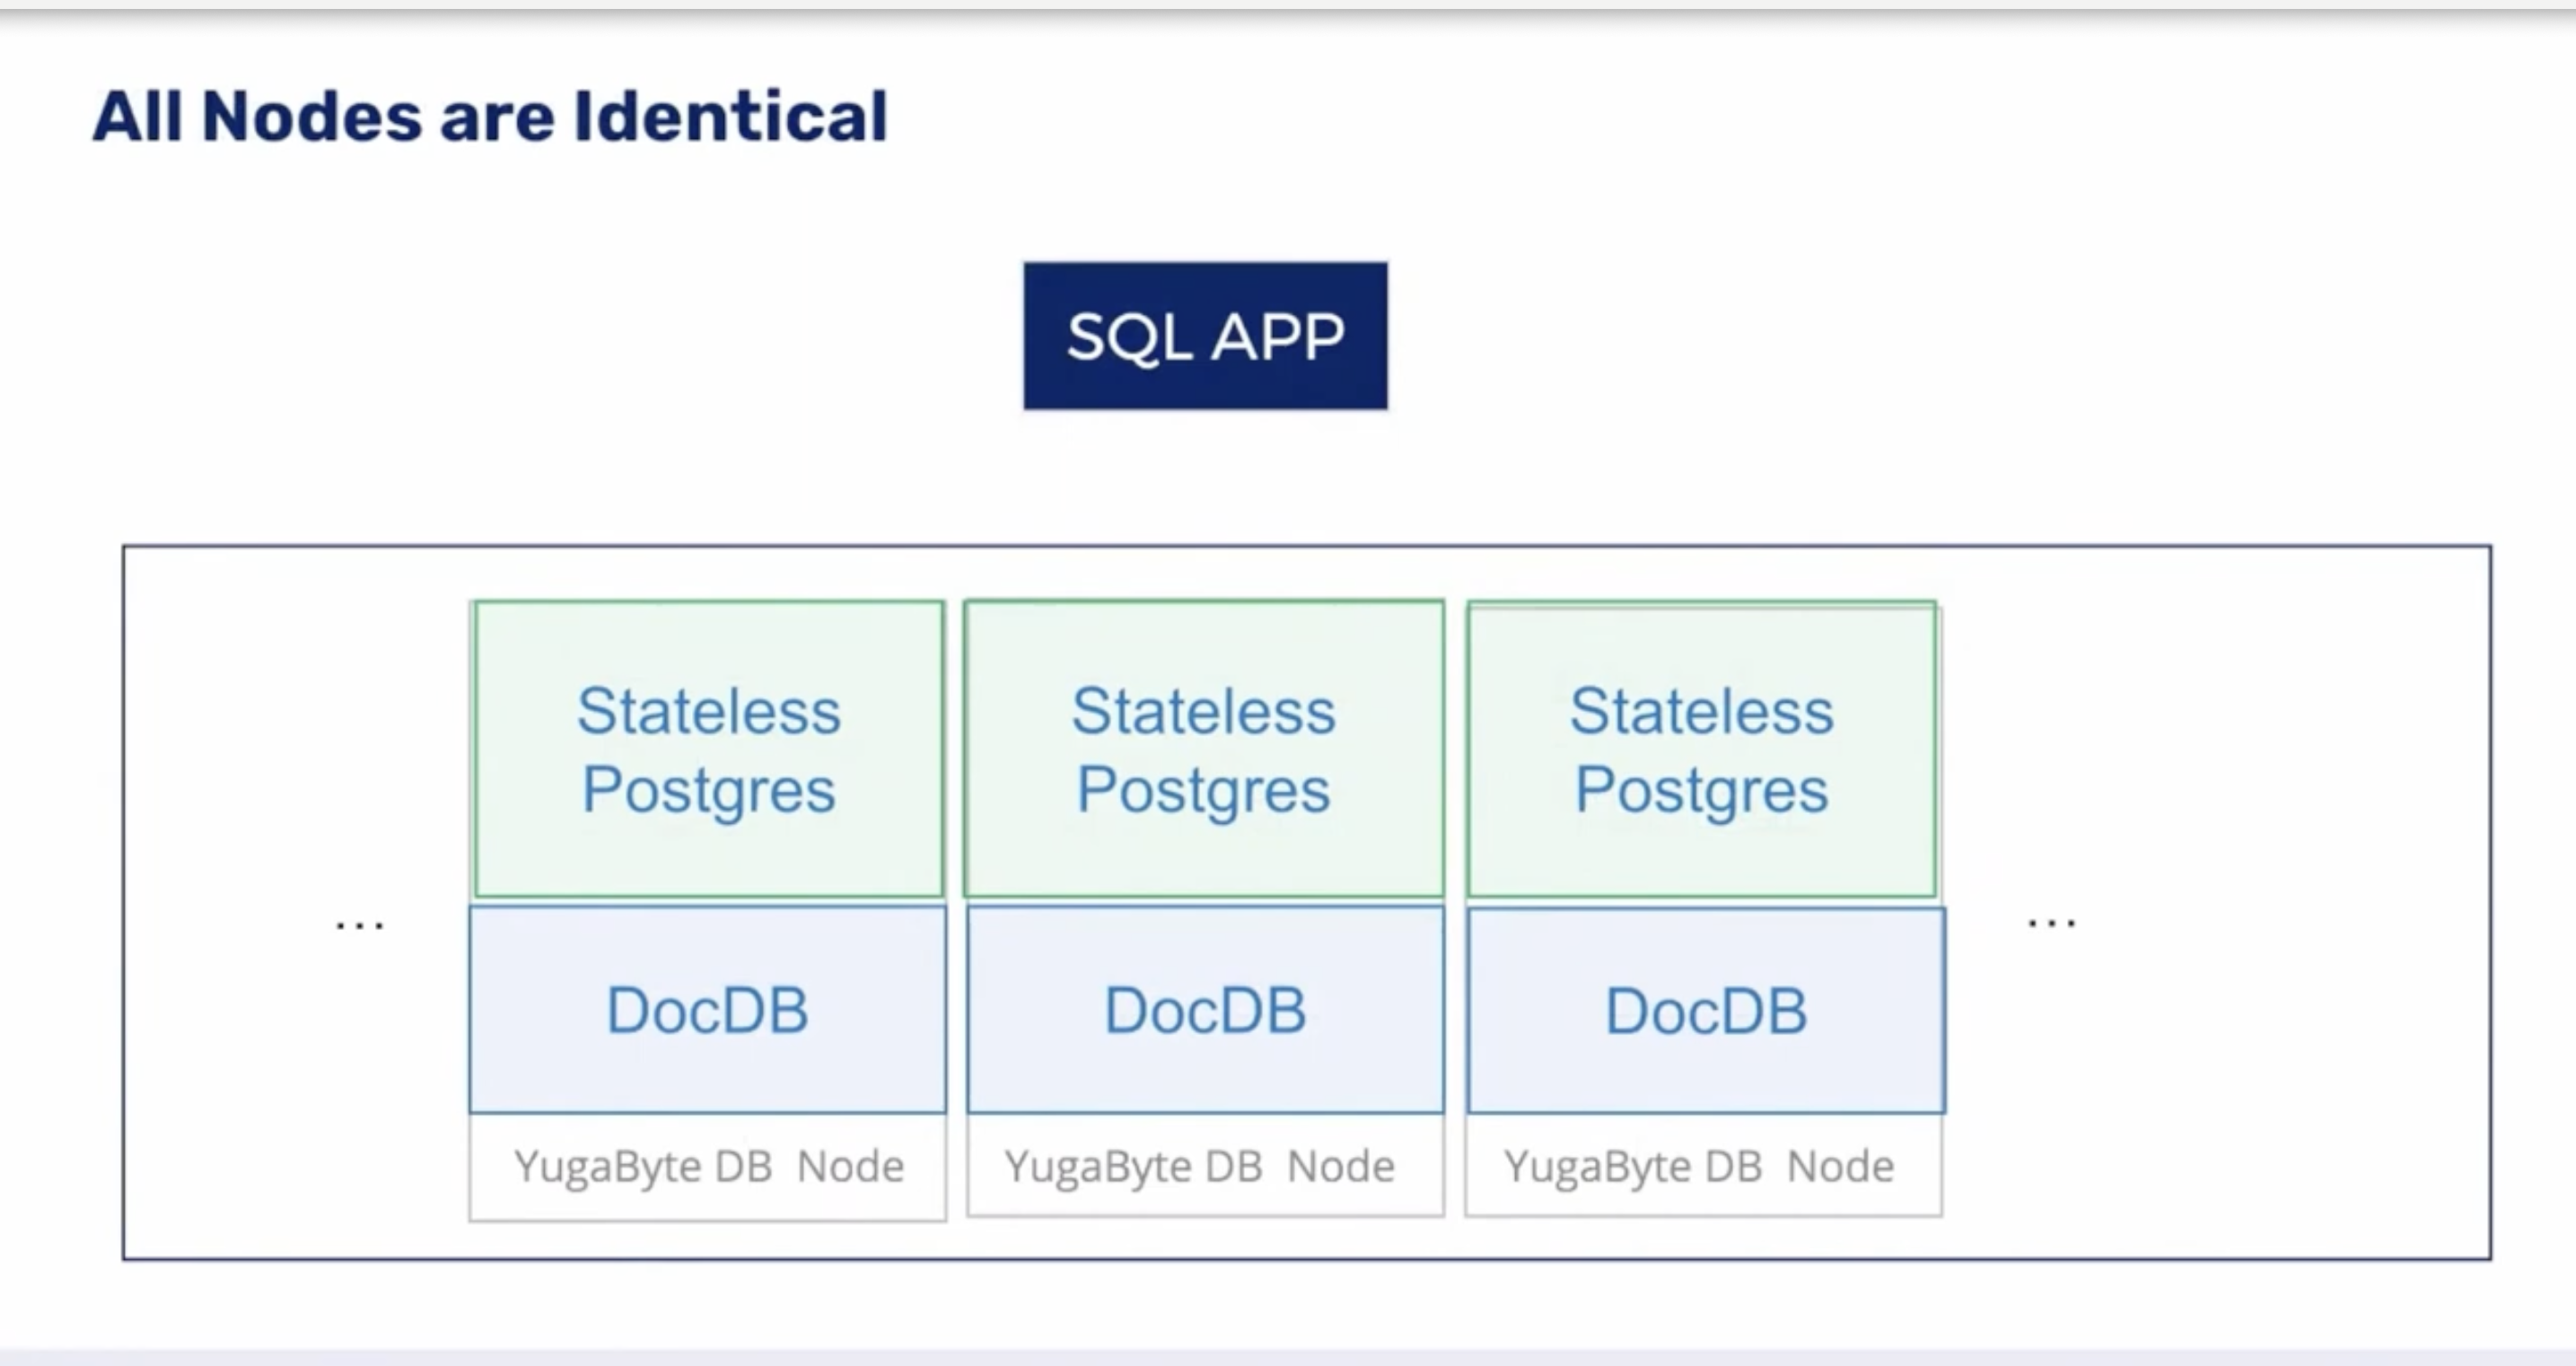 All Nodes are Identical
SQL APP
Stateless
Postgres
Stateless
Postgres
Stateless
Postgres
...
...
DocDB
DocDB
DocDB
YugaByte DB  Node
YugaByte DB  Node
YugaByte DB  Node